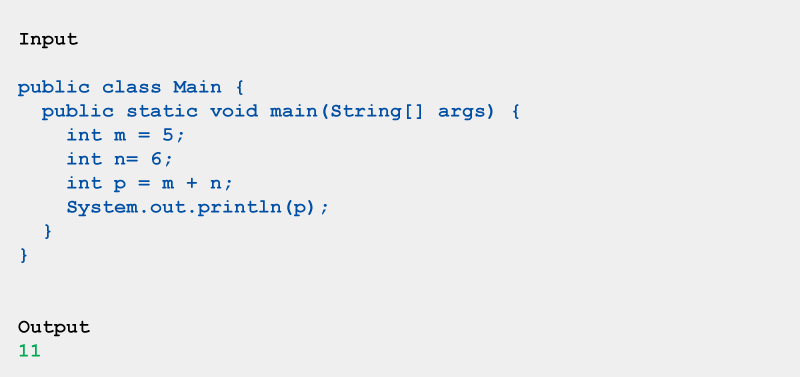 Input
public class Main {
  public static void main(String[] args) {
    int m = 5;
    int n= 6;
    int p = m + n;
    System.out.println(p);
  }
}
Output
11